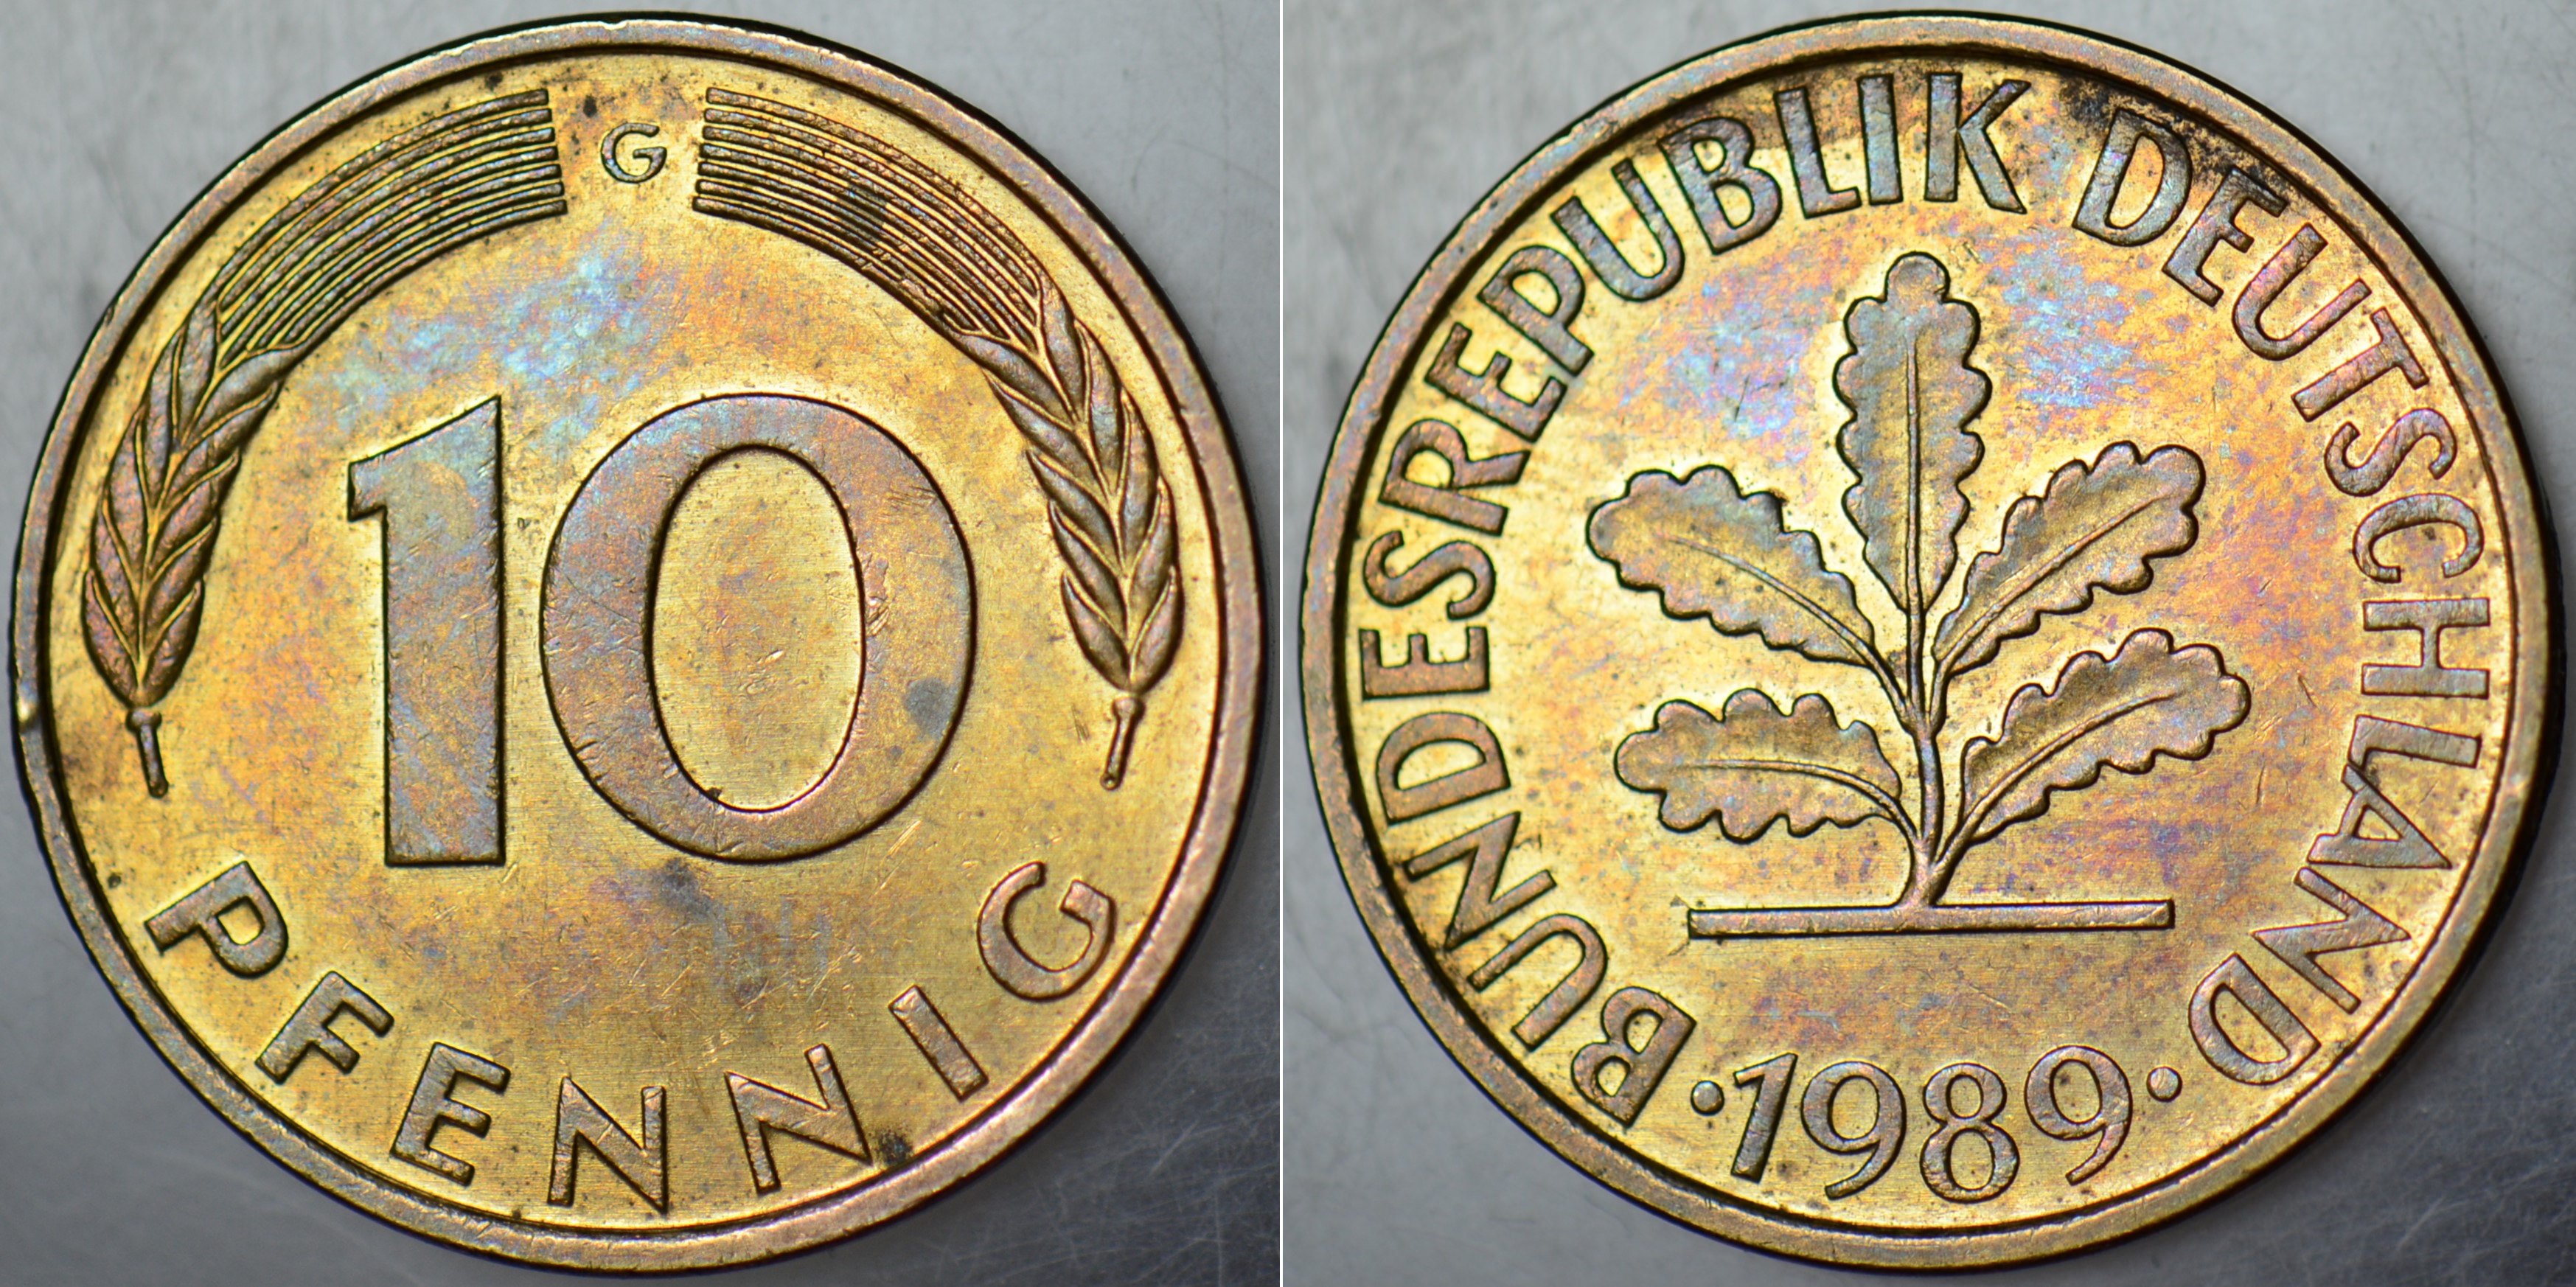 G
10
PFENNIG
BUNDESREPUBLIK DEUTSCHLAND
·1989·